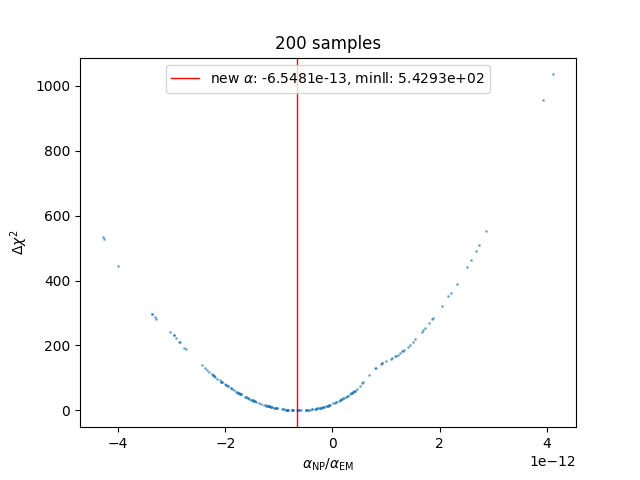 200 samples
new α: -6.5481e-13, minll: 5.4293e+02
1000
800
600
400
200
0
Δχ²
−4 −2 0 2 4
1e−12
α_NP/α_EM